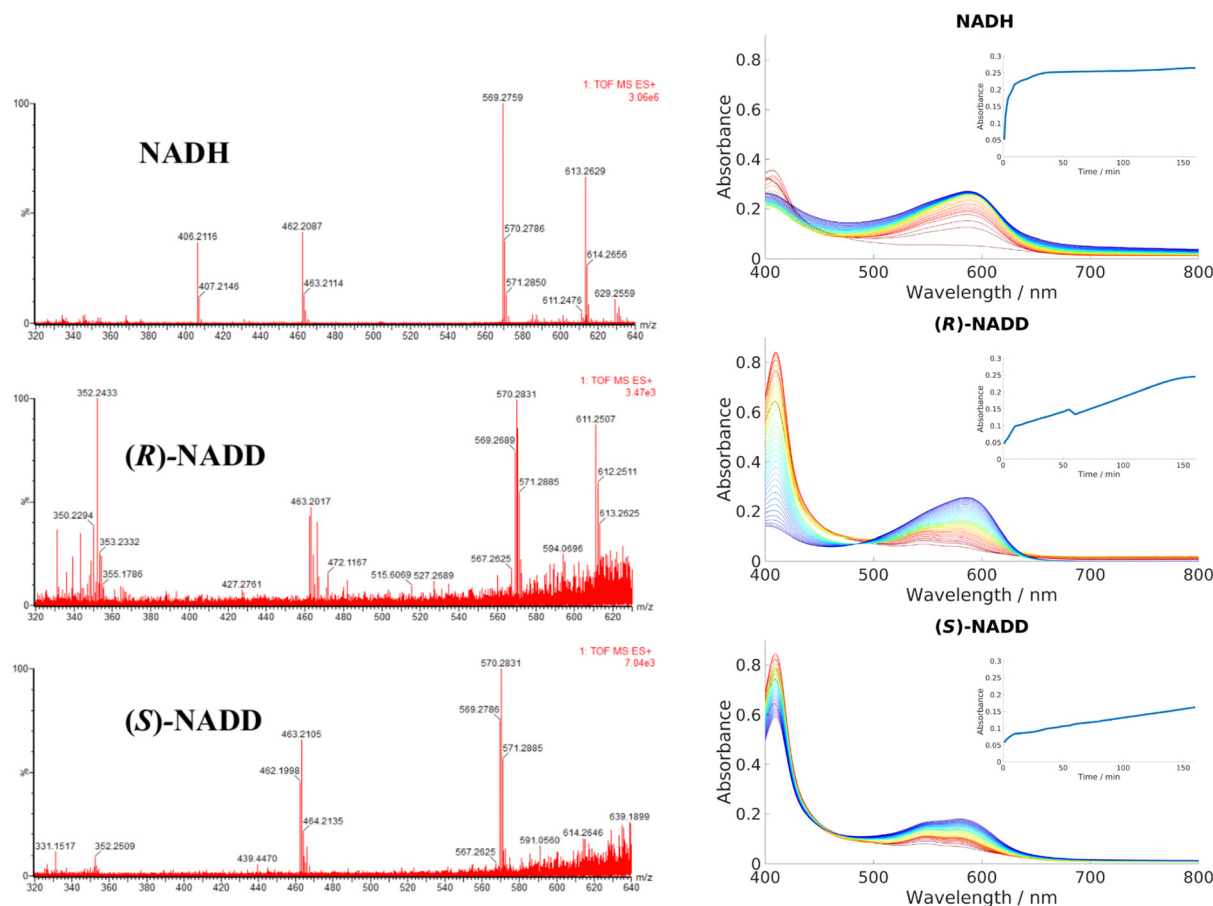 1: TOF MS ES+
3.06e6
100
%
0
NADH
569.2759
613.2629
462.2087
406.2116
570.2786
614.2656
407.2146
463.2114
571.2850
611.2476
629.2559
320 340 360 380 400 420 440 460 480 500 520 540 560 580 600 620 640
m/z
1: TOF MS ES+
3.47e3
100
%
0
(R)-NADD
352.2433
570.2831
611.2507
569.2689
612.2511
571.2885
463.2017
613.2625
350.2294
353.2332
472.1167
594.0696
355.1786
427.2761
515.6069
527.2689
567.2625
320 340 360 380 400 420 440 460 480 500 520 540 560 580 600 620
m/z
1: TOF MS ES+
7.04e3
100
%
0
(S)-NADD
570.2831
569.2786
463.2105
571.2885
462.1998
464.2135
639.1899
331.1517
352.2509
439.4470
567.2625
591.0560
614.2646
320 340 360 380 400 420 440 460 480 500 520 540 560 580 600 620 640
m/z
NADH
Absorbance
0.8
0.6
0.4
0.2
0
400 500 600 700 800
Wavelength / nm
Absorbance
0.3
0.25
0.2
0.15
0.1
0.05
0
0 50 100 150
Time / min
(R)-NADD
Absorbance
0.8
0.6
0.4
0.2
0
400 500 600 700 800
Wavelength / nm
Absorbance
0.3
0.25
0.2
0.15
0.1
0.05
0
50 100 150
Time / min
(S)-NADD
Absorbance
0.8
0.6
0.4
0.2
0
400 500 600 700 800
Wavelength / nm
Absorbance
0.3
0.25
0.2
0.15
0.1
0.05
0
50 100 150
Time / min